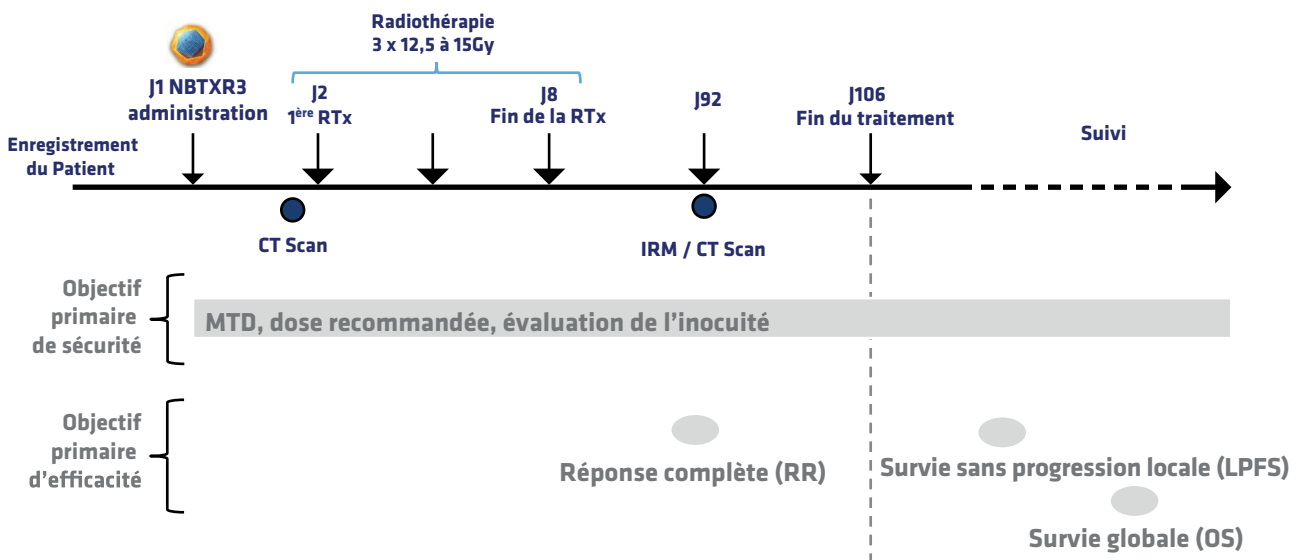 Radiothérapie
3 x 12,5 à 15Gy
J1 NBTXR3
administration
J2
1ère RTx
J8
Fin de la RTx
J92
J106
Fin du traitement
Suivi
Enregistrement
du Patient
CT Scan
IRM / CT Scan
Objectif
primaire
de sécurité
MTD, dose recommandée, évaluation de l’inocuité
Objectif
primaire
d’efficacité
Réponse complète (RR)
Survie sans progression locale (LPFS)
Survie globale (OS)